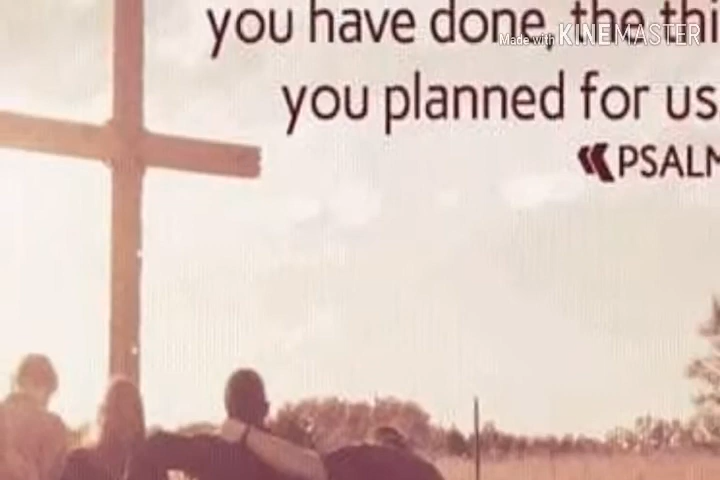 you have done, the thi
Made with KINEMASTER
you planned for us
PSALM